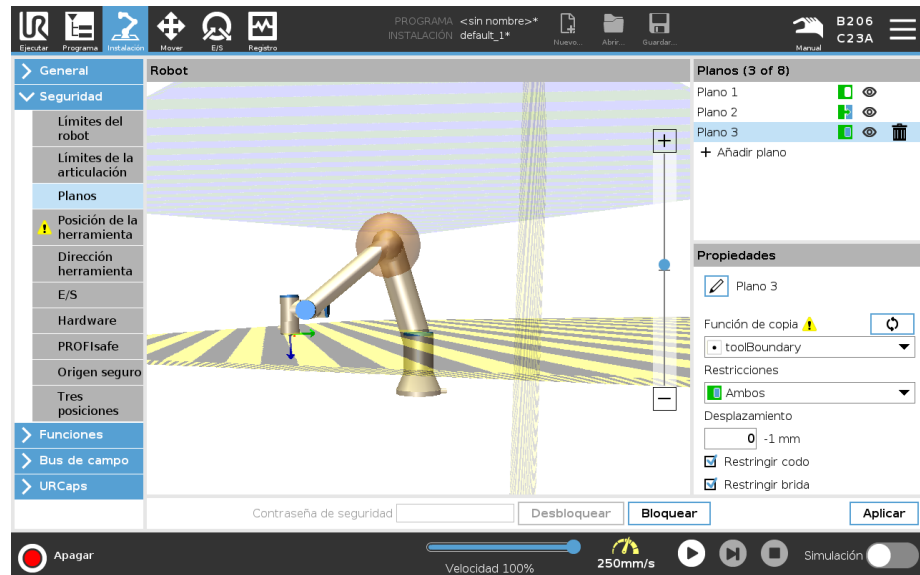 PROGRAMA <sin nombre>*
INSTALACIÓN default_1*
Ejecutar
Programa
Instalación
Mover
E/S
Registro
Nuevo...
Abrir...
Guardar...
Manual
B206
C23A
General
Seguridad
Límites del
robot
Límites de la
articulación
Planos
Posición de la
herramienta
Dirección
herramienta
E/S
Hardware
PROFIsafe
Origen seguro
Tres
posiciones
Funciones
Bus de campo
URCaps
Robot
Planos (3 of 8)
Plano 1
Plano 2
Plano 3
+ Añadir plano
Propiedades
Plano 3
Función de copia
toolBoundary
Restricciones
Ambos
Desplazamiento
0 -1 mm
Restringir codo
Restringir brida
Contraseña de seguridad
Desbloquear
Bloquear
Aplicar
Apagar
Velocidad 100%
250mm/s
Simulación